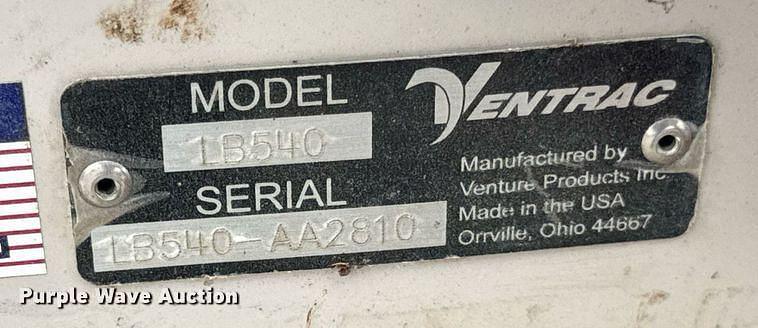 MODEL
LB540
SERIAL
LB540-AA2810
VENTRAC
Manufactured by
Venture Products Inc.
Made in the USA
Orrville, Ohio 44667
Purple Wave Auction